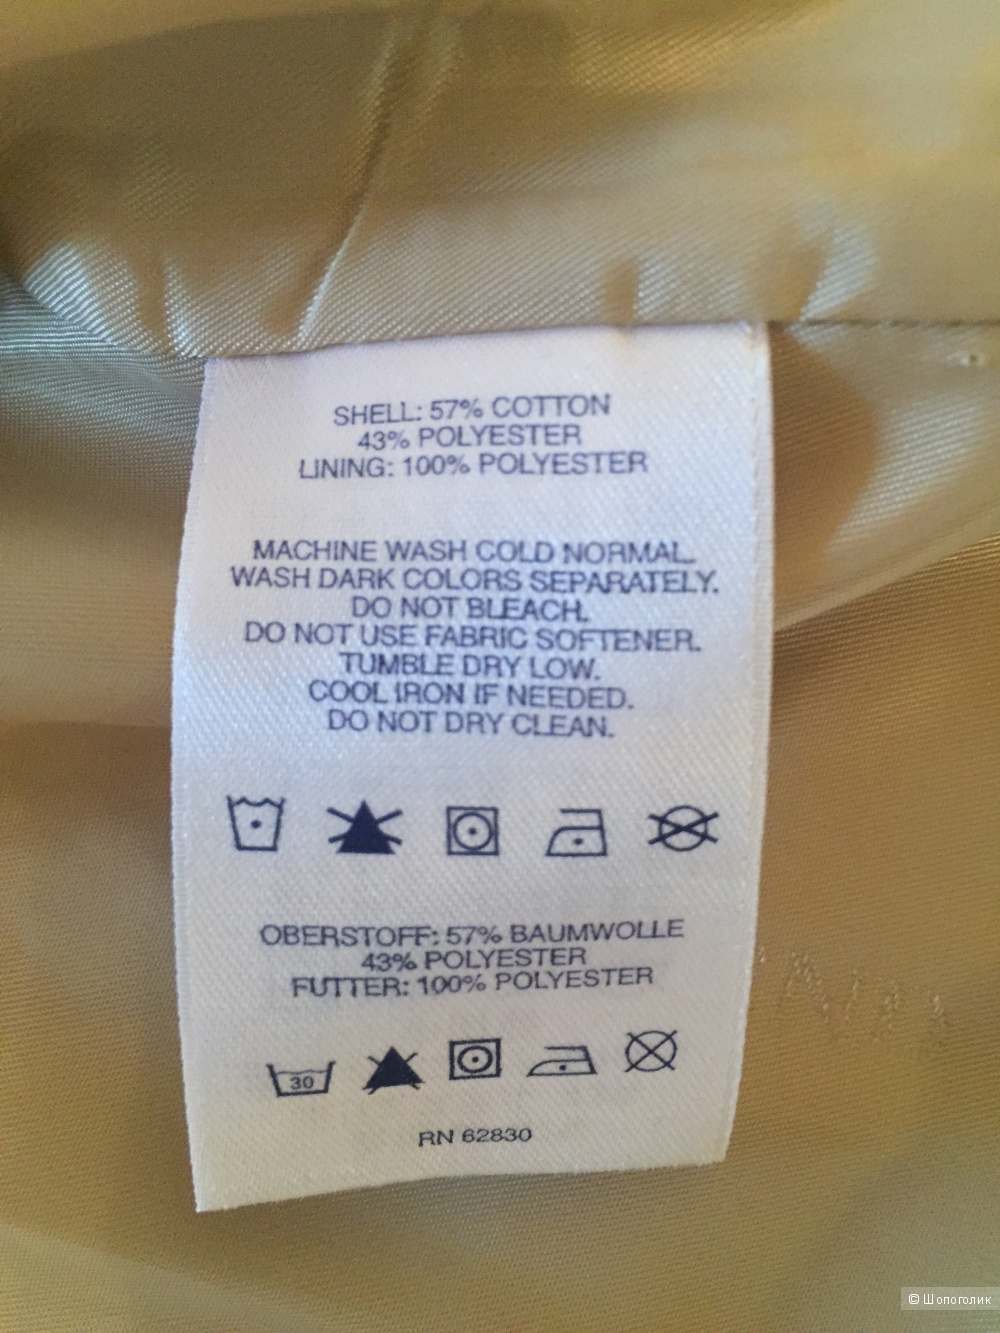 SHELL: 57% COTTON
43% POLYESTER
LINING: 100% POLYESTER
MACHINE WASH COLD NORMAL.
WASH DARK COLORS SEPARATELY.
DO NOT BLEACH.
DO NOT USE FABRIC SOFTENER.
TUMBLE DRY LOW.
COOL IRON IF NEEDED.
DO NOT DRY CLEAN.
OBERSTOFF: 57% BAUMWOLLE
43% POLYESTER
FUTTER: 100% POLYESTER
30
RN 62830
© Шопоголик